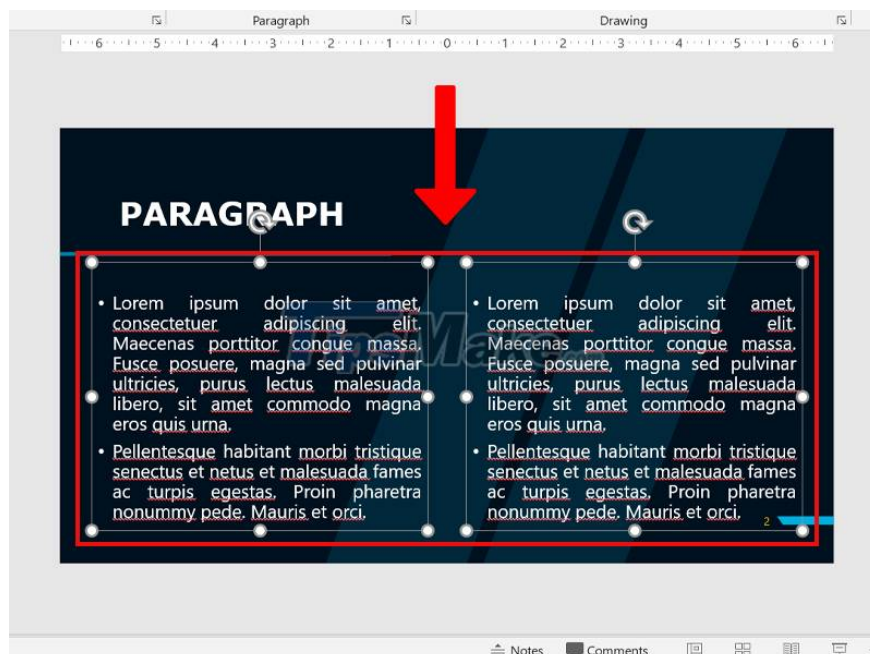 Paragraph
Drawing
6 5 4 3 2 1 0 1 2 3 4 5 6
PARAGRAPH
• Lorem ipsum dolor sit amet,
consectetuer adipiscing elit.
Maecenas porttitor congue massa.
Fusce posuere, magna sed pulvinar
ultricies, purus lectus malesuada
libero, sit amet commodo magna
eros quis urna.
• Pellentesque habitant morbi tristique
senectus et netus et malesuada fames
ac turpis egestas. Proin pharetra
nonummy pede. Mauris et orci.
• Lorem ipsum dolor sit amet,
consectetuer adipiscing elit.
Maecenas porttitor congue massa.
Fusce posuere, magna sed pulvinar
ultricies, purus lectus malesuada
libero, sit amet commodo magna
eros quis urna.
• Pellentesque habitant morbi tristique
senectus et netus et malesuada fames
ac turpis egestas. Proin pharetra
nonummy pede. Mauris et orci.
2
TipsMake
Notes
Comments